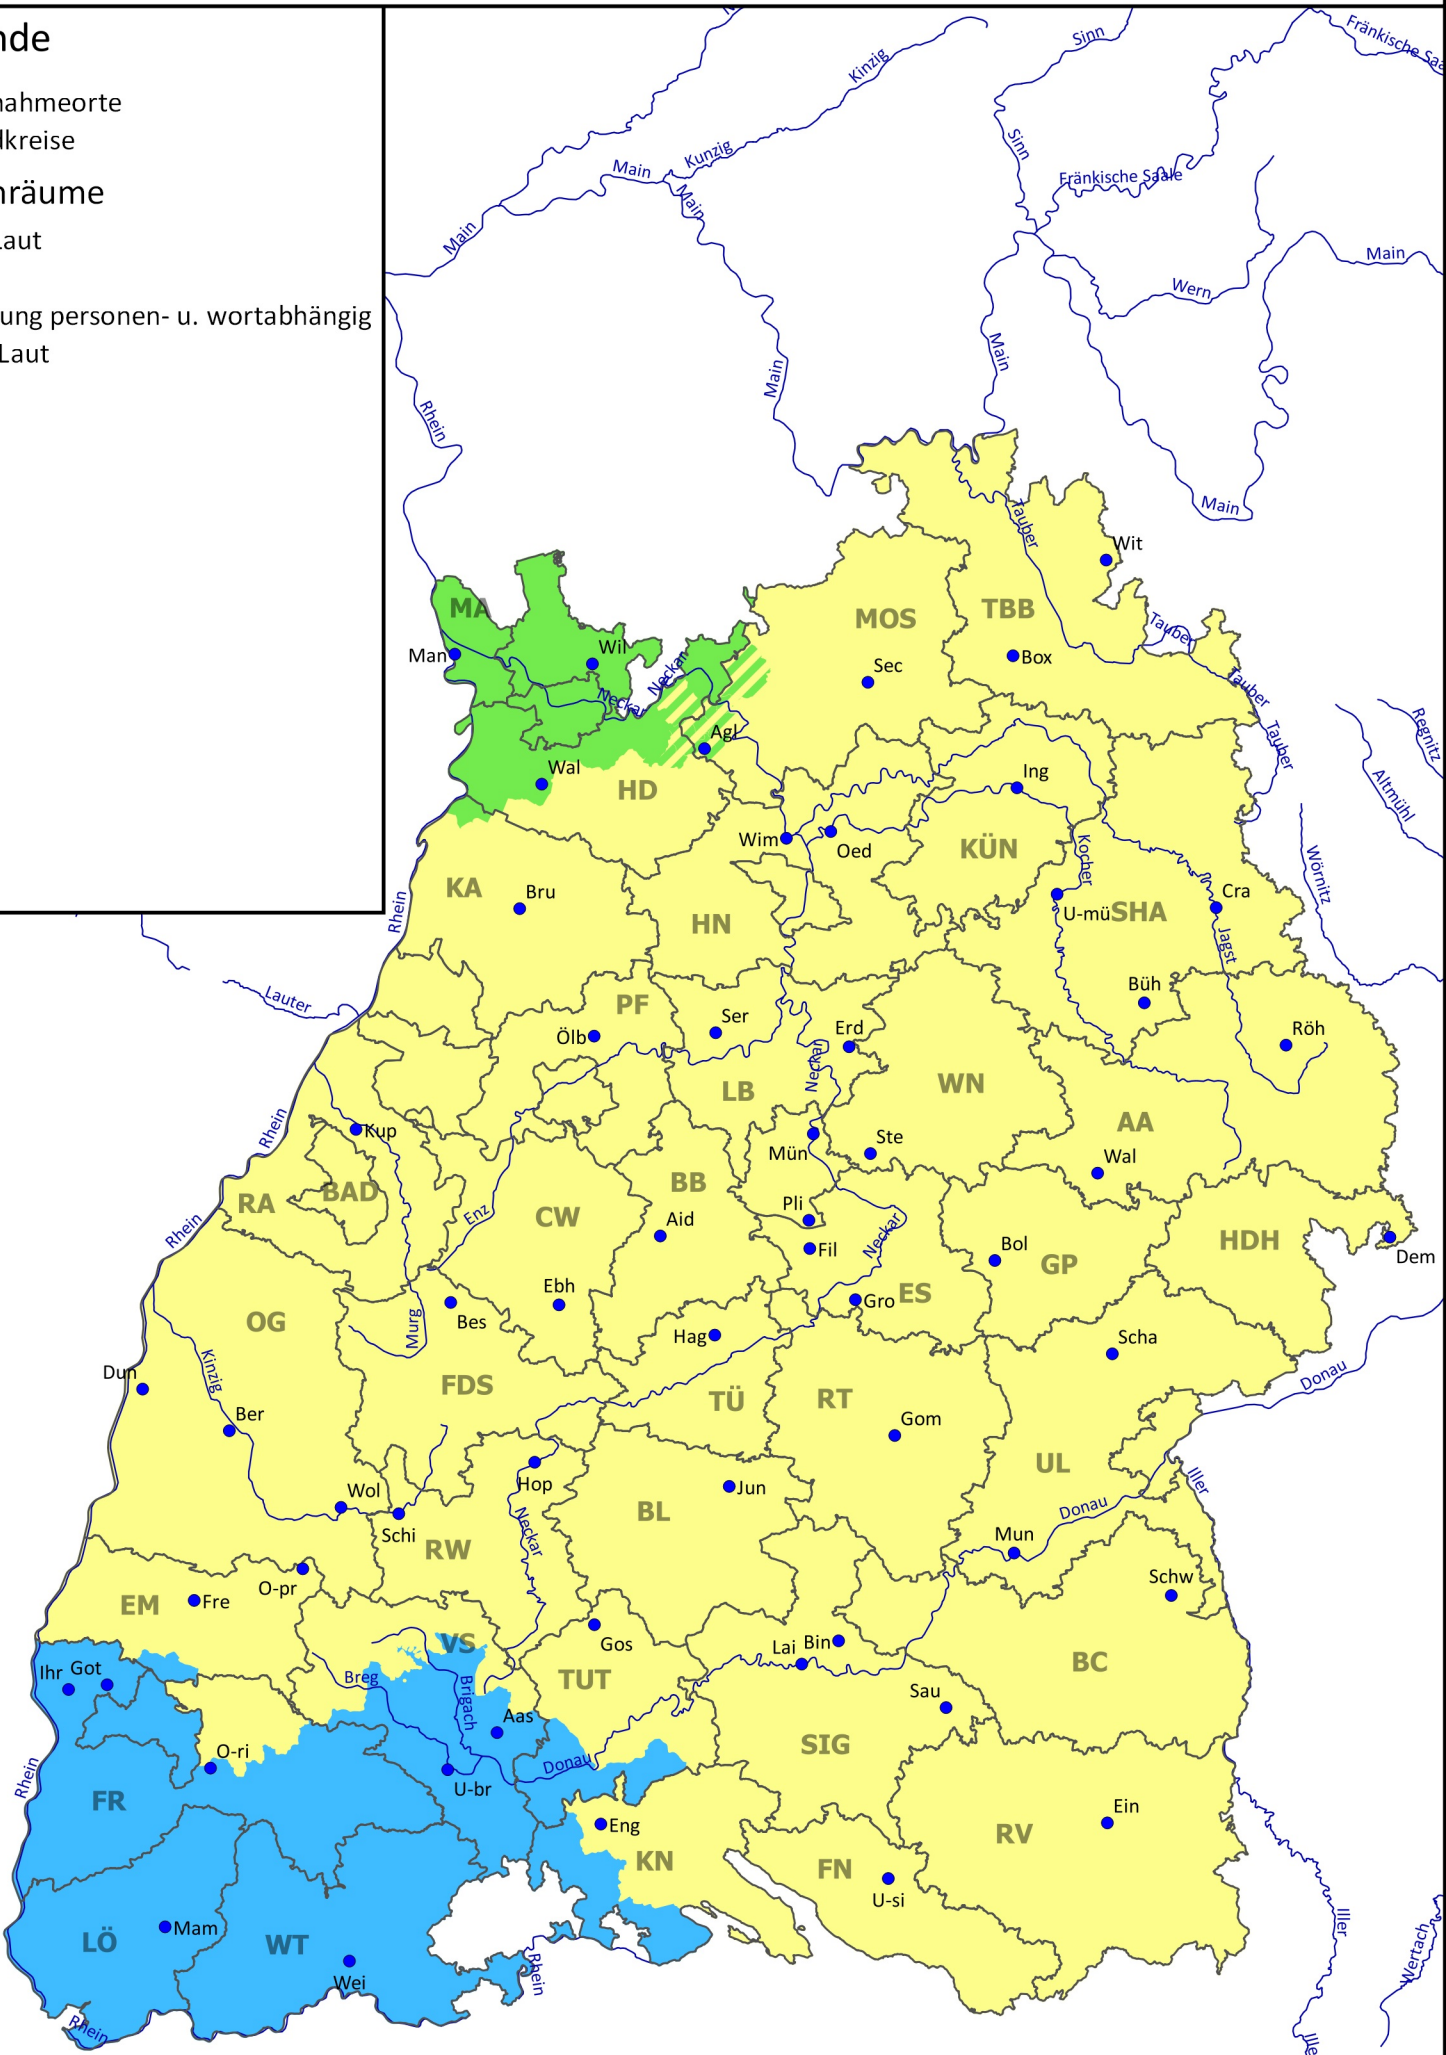 nde
nahmeorte
dkreise
nräume
Laut
ung personen- u. wortabhängig
Laut
Kinzig
Sinn
Fränkische Saa
Kunzig
Main
Main
Sinn
Fränkische Saale
Main
Main
Wern
Main
Main
Rhein
Main
Tauber
Wit
MA
MOS
TBB
Tauber
Man
Wil
Neckar
Sec
Box
Neckar
Tauber
Regnitz
Agl
Tauber
Wal
HD
Ing
Altmühl
Wim
Oed
KÜN
Kocher
Wörnitz
KA
Bru
Rhein
HN
U-mü
SHA
Cra
Jagst
Lauter
PF
Büh
Ölb
Ser
Erd
Röh
Neckar
LB
WN
AA
Rhein
Kup
Mün
Ste
Wal
RA
BAD
BB
Pli
Rhein
Enz
CW
Aid
Fil
Neckar
Bol
GP
HDH
Dem
OG
Ebh
Bes
Murg
Gro
ES
Hag
Scha
Dun
Kinzig
FDS
TÜ
RT
Donau
Ber
Gom
UL
Iller
Wol
Hop
Jun
BL
Donau
Schi
Neckar
Mun
RW
O-pr
Schw
EM
Fre
VS
Gos
Lai
Bin
BC
Ihr
Got
Breg
Brigach
TUT
Sau
Aas
SIG
O-ri
Donau
Rhein
U-br
FR
Eng
Ein
RV
KN
FN
U-si
LÖ
Mam
WT
Wei
Rhein
Iller
Wertach
Rhein
Ille